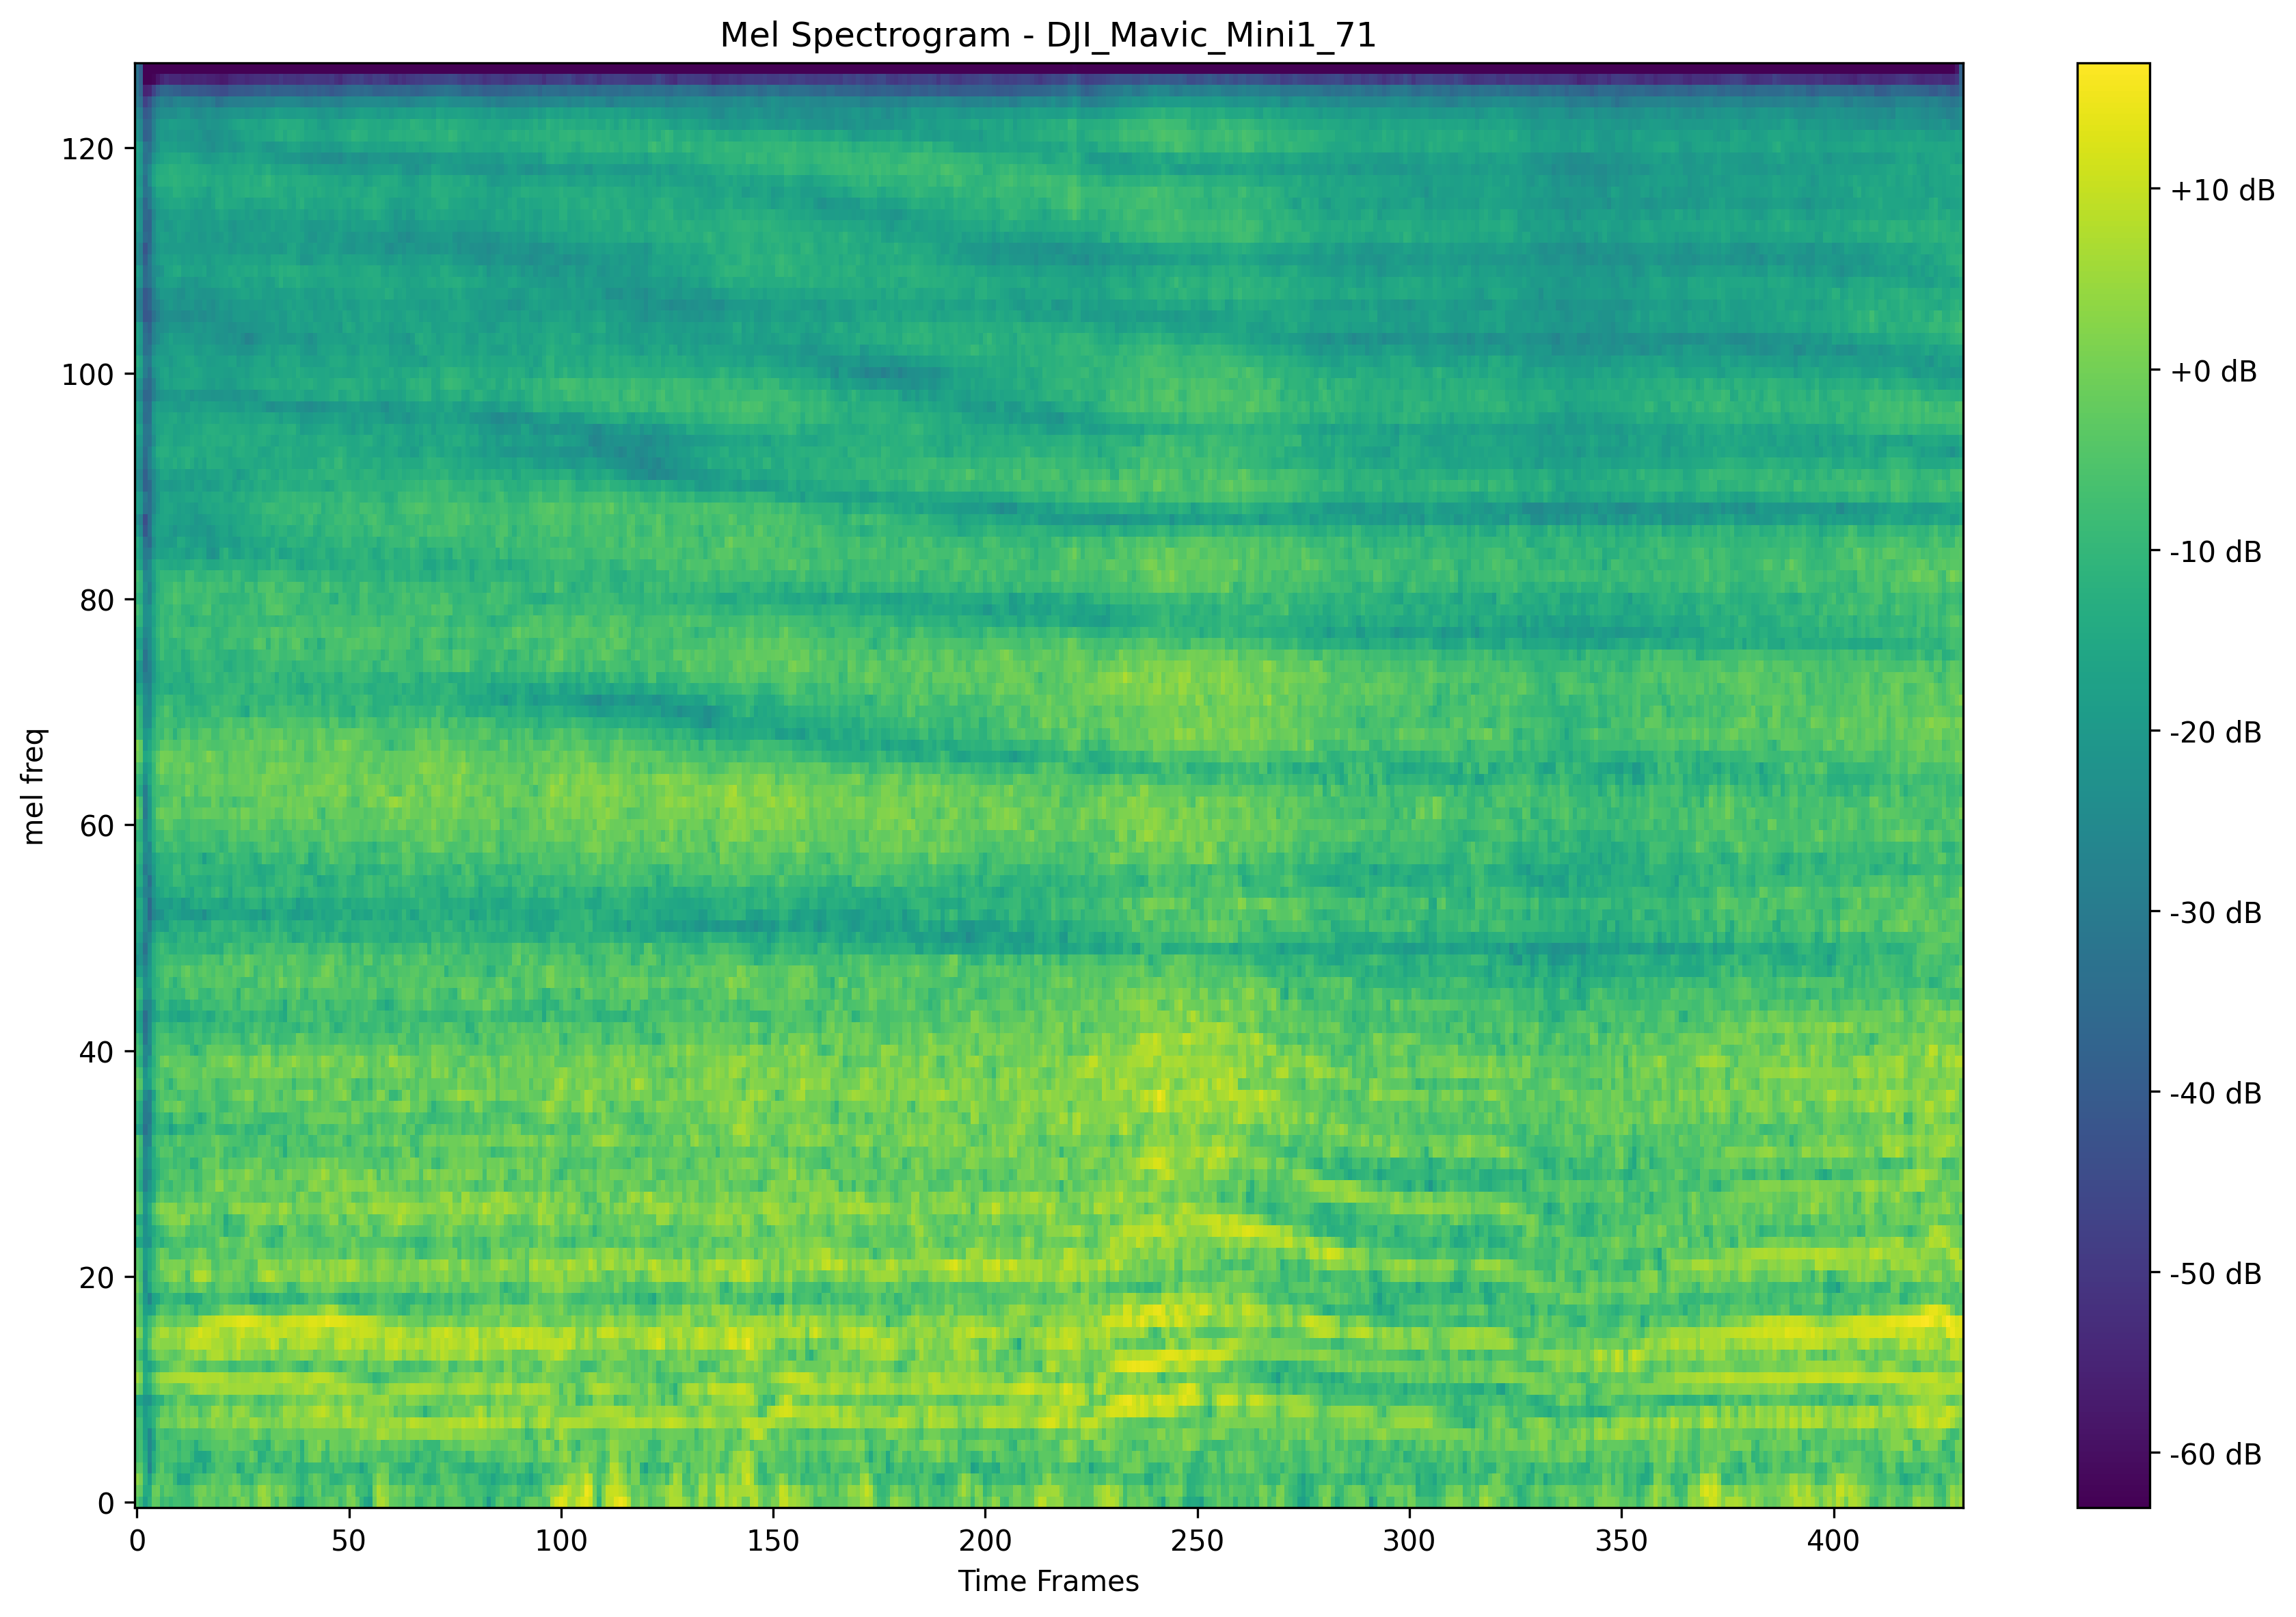 Mel Spectrogram - DJI_Mavic_Mini1_71
120
100
80
60
40
20
0
mel freq
0 50 100 150 200 250 300 350 400
Time Frames
+10 dB
+0 dB
-10 dB
-20 dB
-30 dB
-40 dB
-50 dB
-60 dB